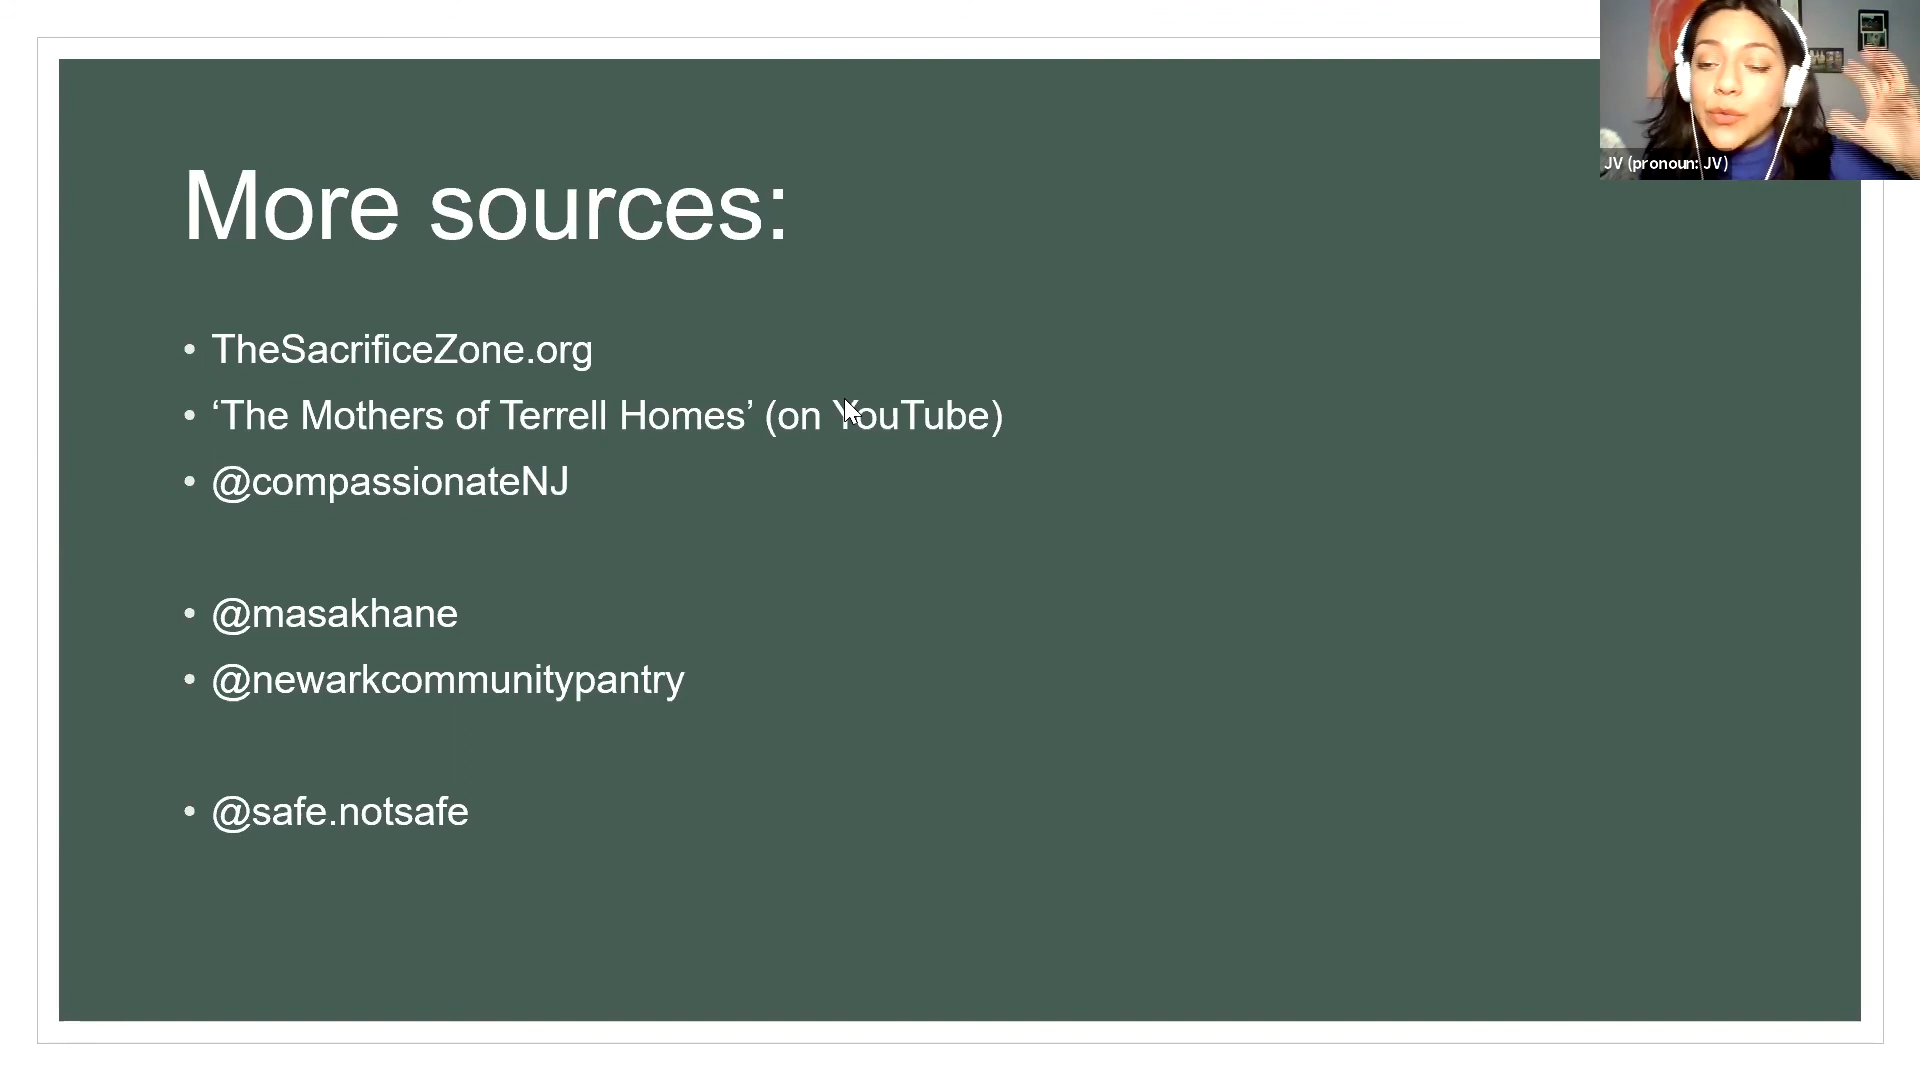 More sources:
• TheSacrificeZone.org
• ‘The Mothers of Terrell Homes’ (on YouTube)
• @compassionateNJ
• @masakhane
• @newarkcommunitypantry
• @safe.notsafe
JV (pronoun: JV)